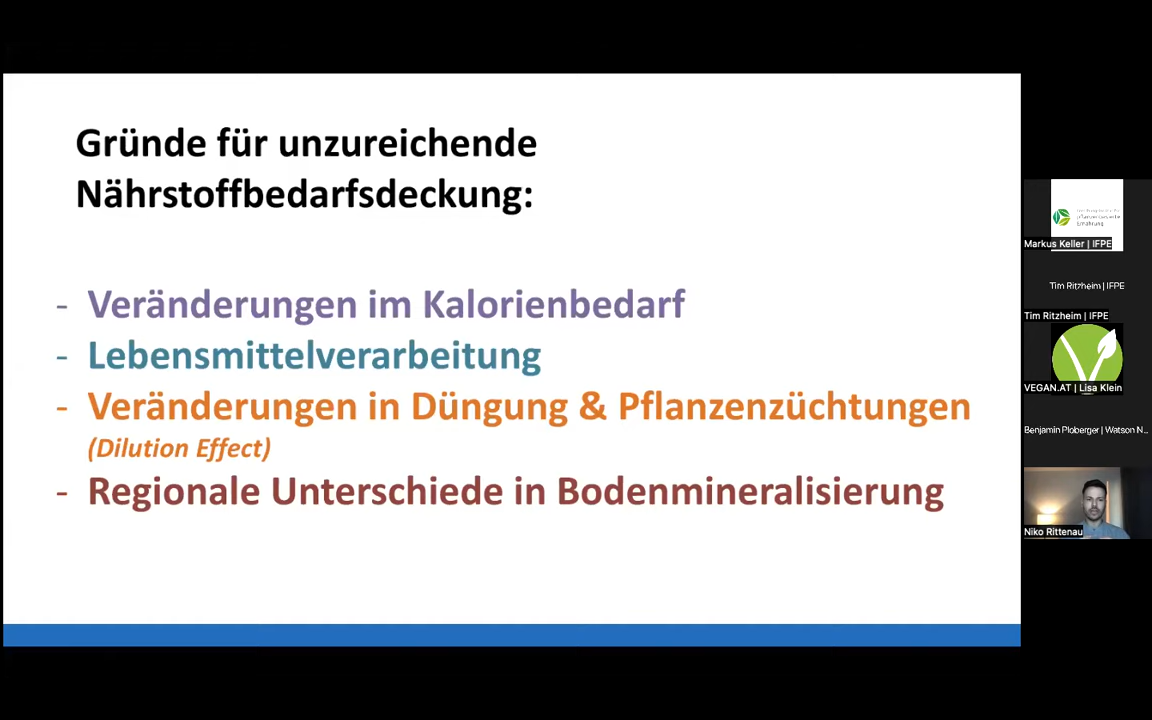 Gründe für unzureichende
Nährstoffbedarfsdeckung:
- Veränderungen im Kalorienbedarf
- Lebensmittelverarbeitung
- Veränderungen in Düngung & Pflanzenzüchtungen
(Dilution Effect)
- Regionale Unterschiede in Bodenmineralisierung
Ernährung
Markus Keller | IFPE
Tim Ritzheim | IFPE
Tim Ritzheim | IFPE
VEGAN.AT | Lisa Klein
Benjamin Ploberger | Watson N...
Niko Rittenau